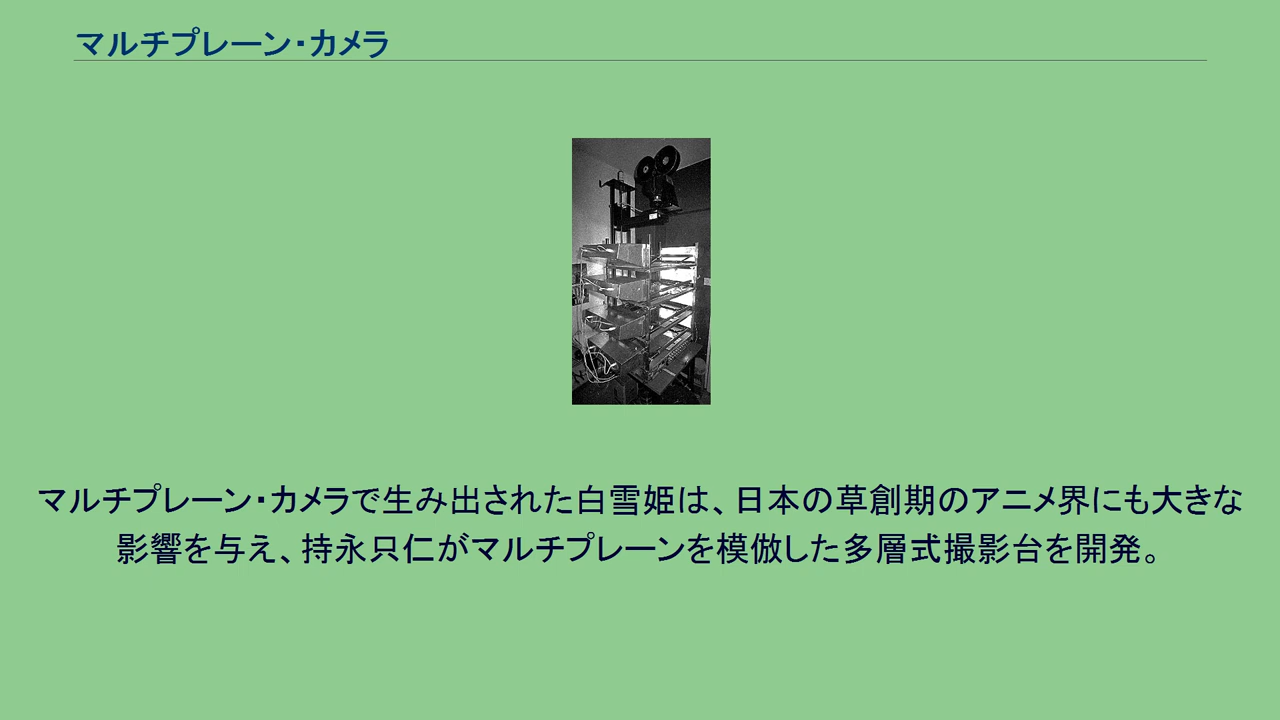 マルチプレーン・カメラ
マルチプレーン・カメラで生み出された白雪姫は、日本の草創期のアニメ界にも大きな
影響を与え、持永只仁がマルチプレーンを模倣した多層式撮影台を開発。